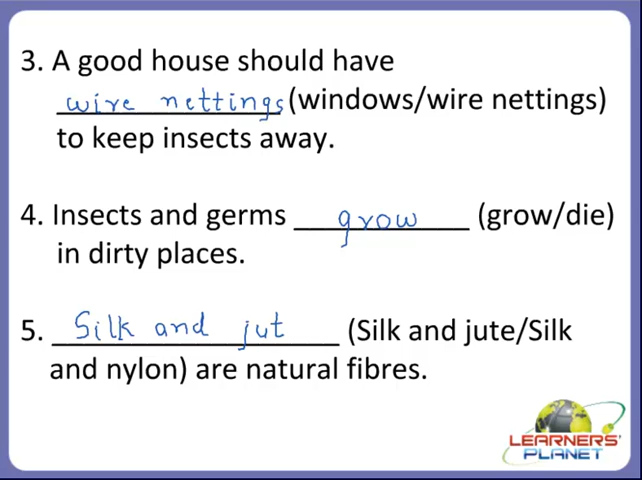 3. A good house should have
wire nettings (windows/wire nettings)
to keep insects away.
4. Insects and germs grow (grow/die)
in dirty places.
5. Silk and jut (Silk and jute/Silk
and nylon) are natural fibres.
LEARNERS'
PLANET